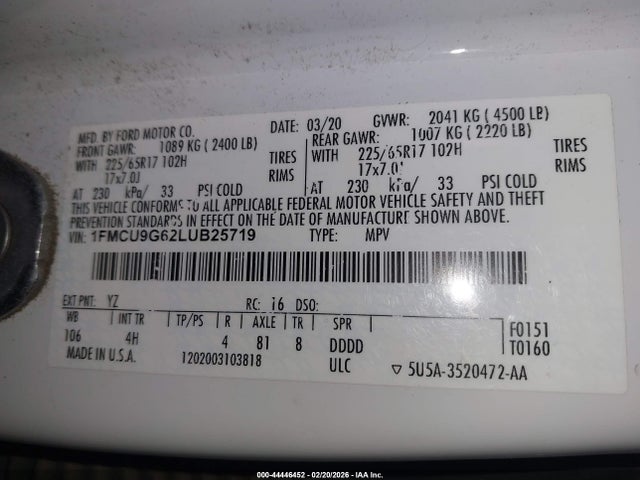 MFD. BY FORD MOTOR CO.
DATE: 03/20 GVWR: 2041 KG ( 4500 LB)
FRONT GAWR: 1089 KG ( 2400 LB)
REAR GAWR: 1007 KG ( 2220 LB)
WITH 225/65R17 102H TIRES
WITH 225/65R17 102H TIRES
17x7.0J RIMS
17x7.0J RIMS
AT 230 kPa/ 33 PSI COLD
AT 230 kPa/ 33 PSI COLD
THIS VEHICLE CONFORMS TO ALL APPLICABLE FEDERAL MOTOR VEHICLE SAFETY AND THEFT
PREVENTION STANDARDS IN EFFECT ON THE DATE OF MANUFACTURE SHOWN ABOVE.
VIN: 1FMCU9G62LUB25719 TYPE: MPV
EXT PNT: YZ RC: 16 DSO:
WB INT TR TP/PS R AXLE TR SPR
106 4H 4 81 8 DDDD
F0151
T0160
MADE IN U.S.A. 1202003103818 ULC ▽ 5U5A-3520472-AA
000-44446452 - 02/20/2026 - IAA Inc.